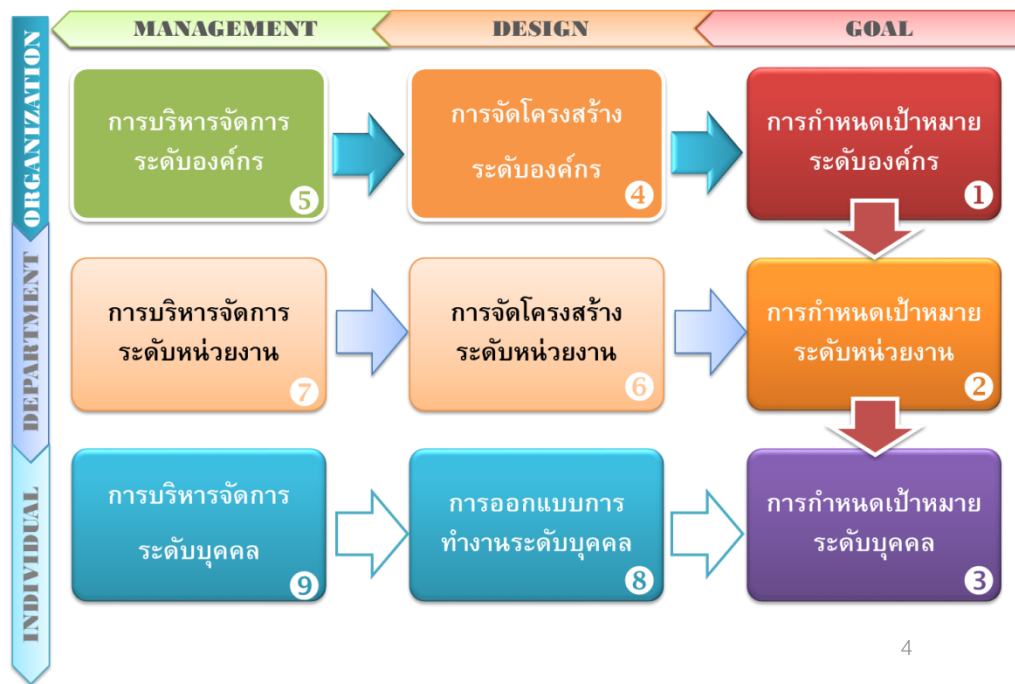 MANAGEMENT
DESIGN
GOAL
ORGANIZATION
การบริหารจัดการ
ระดับองค์กร
5
การจัดโครงสร้าง
ระดับองค์กร
4
การกำหนดเป้าหมาย
ระดับองค์กร
1
DEPARTMENT
การบริหารจัดการ
ระดับหน่วยงาน
7
การจัดโครงสร้าง
ระดับหน่วยงาน
6
การกำหนดเป้าหมาย
ระดับหน่วยงาน
2
INDIVIDUAL
การบริหารจัดการ
ระดับบุคคล
9
การออกแบบการ
ทำงานระดับบุคคล
8
การกำหนดเป้าหมาย
ระดับบุคคล
3
4